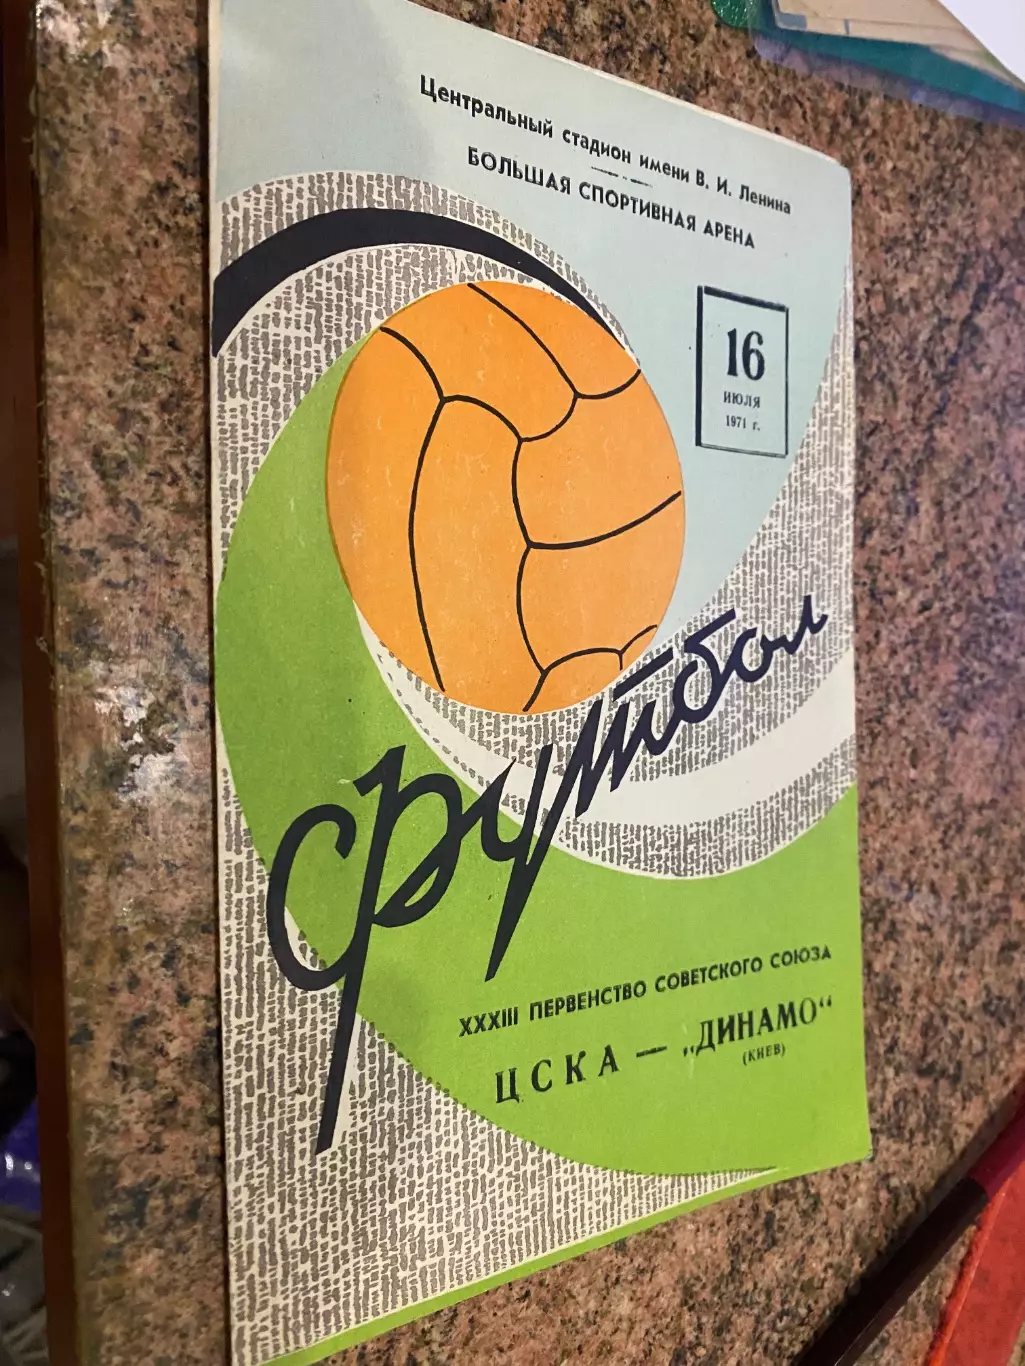 Центральный стадион имени В. И. Ленина
БОЛЬШАЯ СПОРТИВНАЯ АРЕНА
16
ИЮЛЯ
1971 г.
Футбол
XXXIII ПЕРВЕНСТВО СОВЕТСКОГО СОЮЗА
ЦСКА — „ДИНАМО“
(КИЕВ)